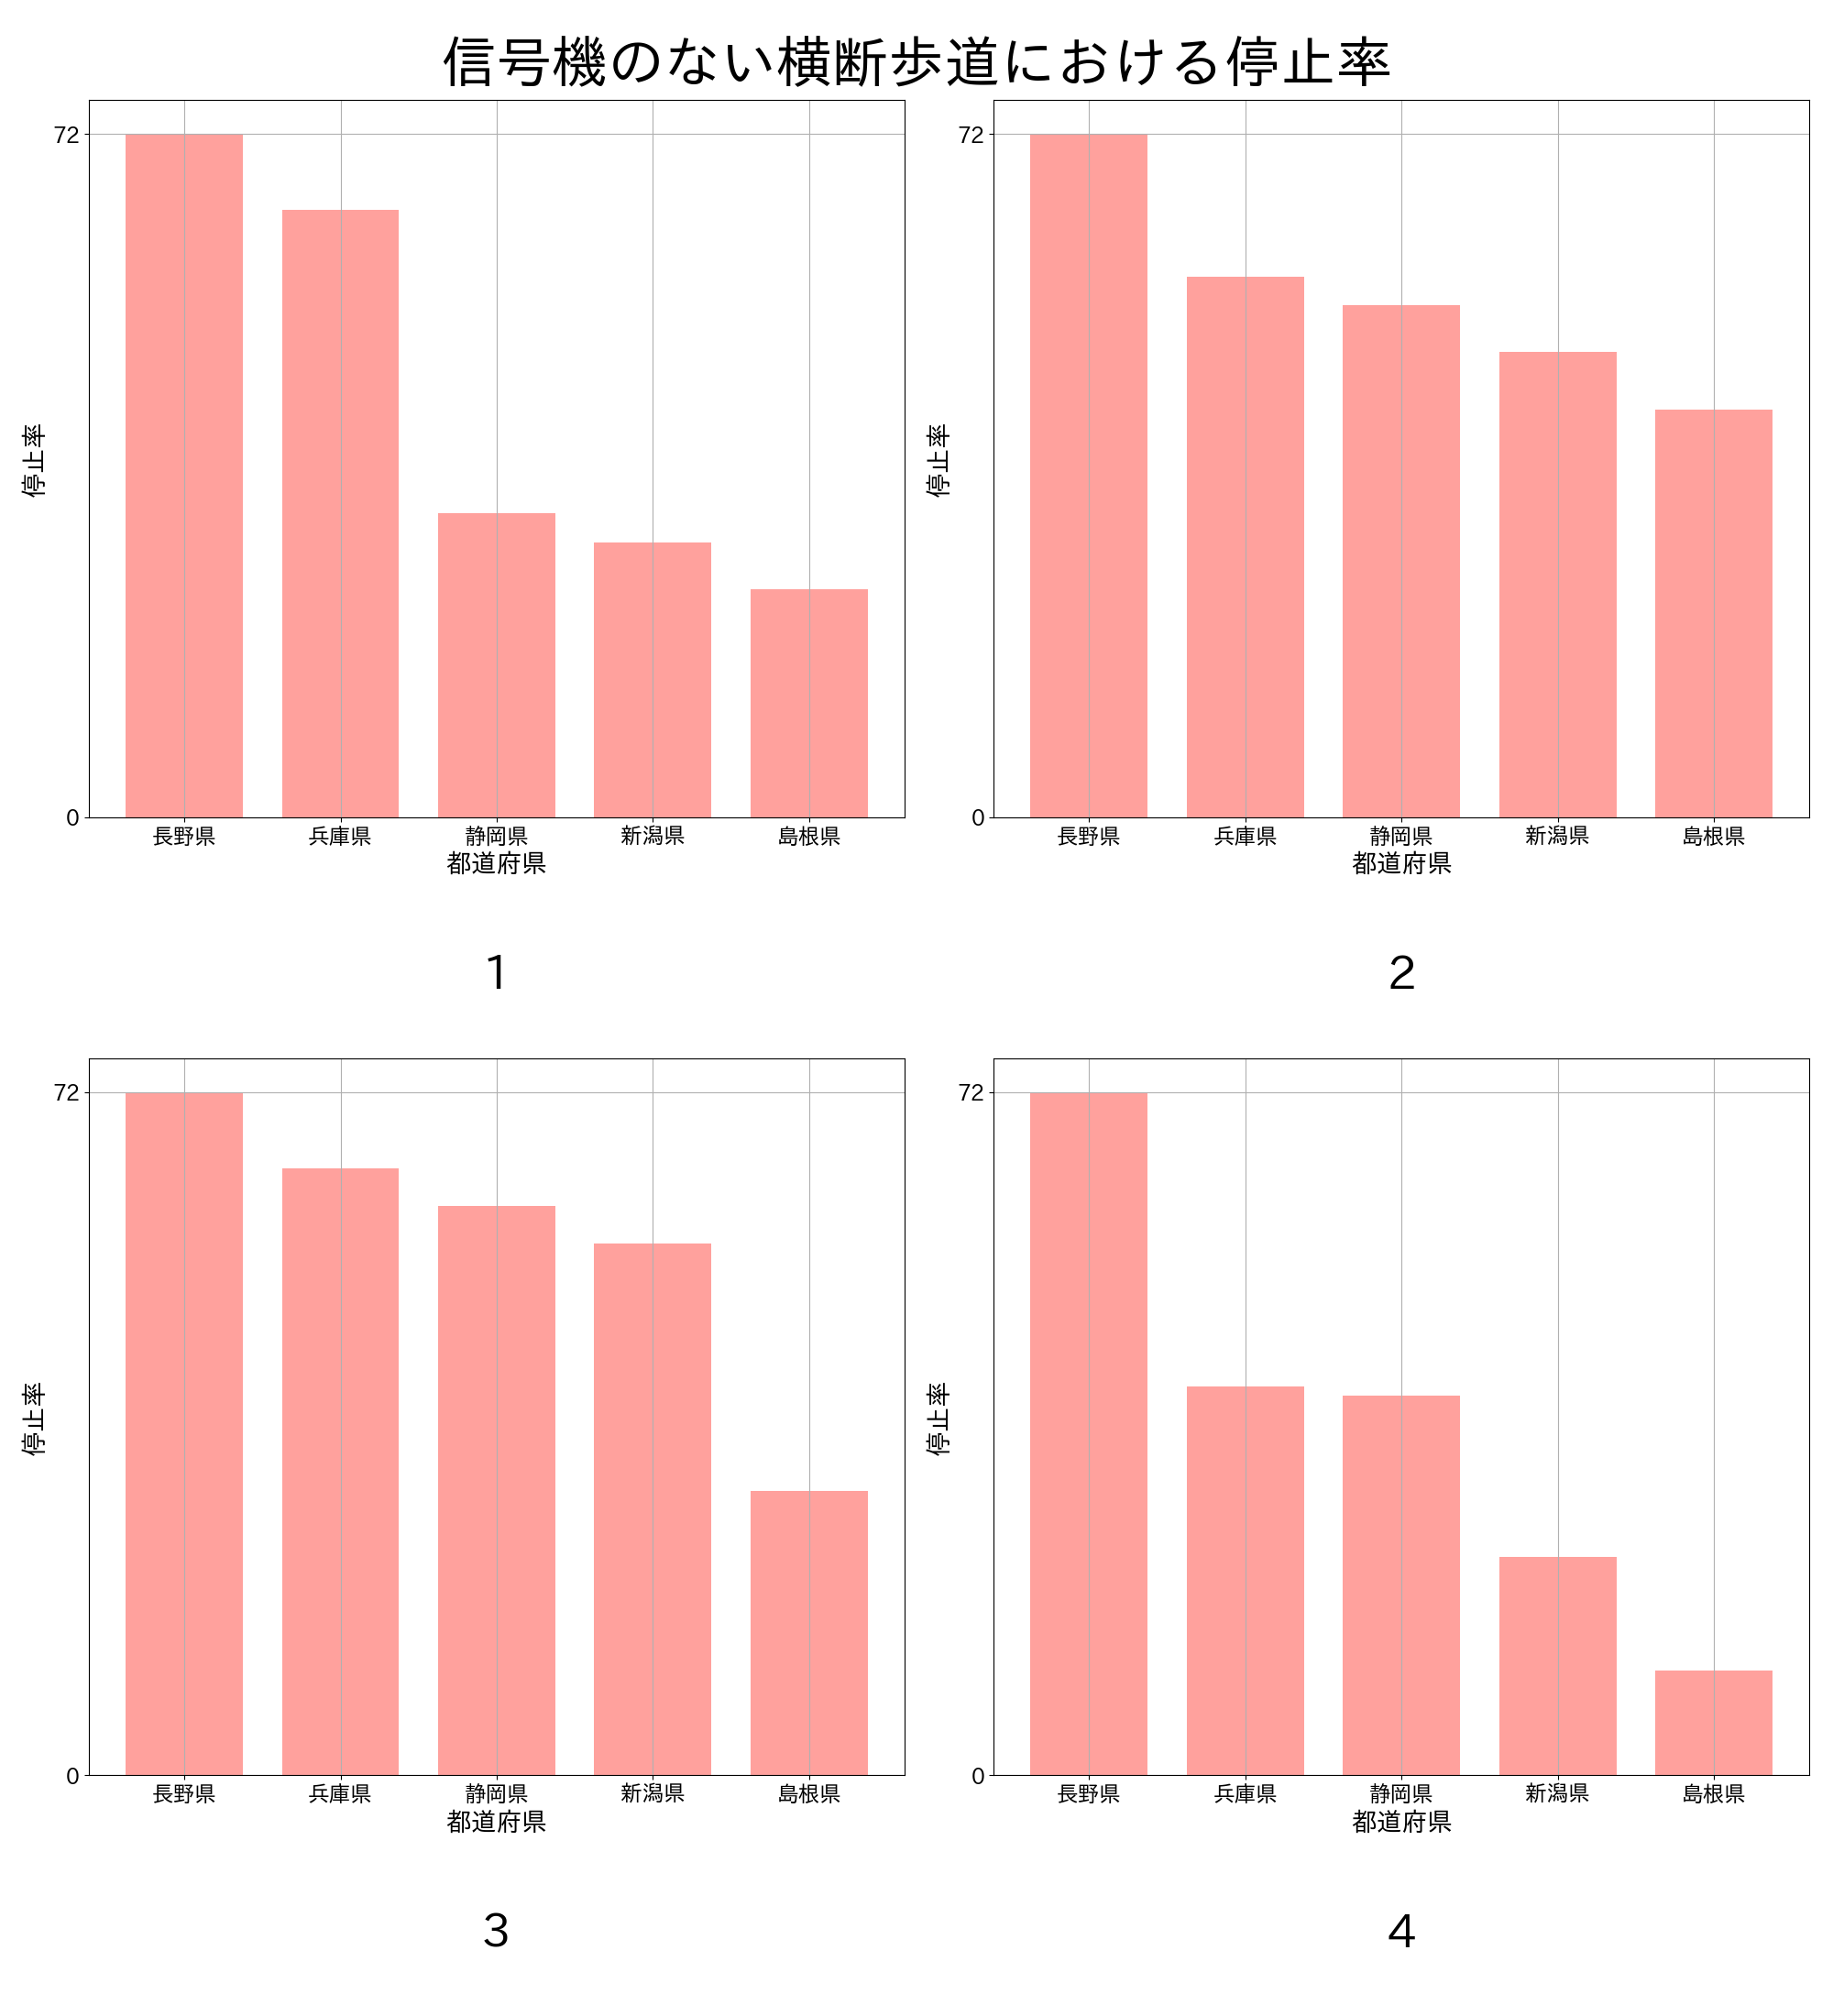 信号機のない横断歩道における停止率
72
0
停止率
長野県 兵庫県 静岡県 新潟県 島根県
都道府県
1
72
0
停止率
長野県 兵庫県 静岡県 新潟県 島根県
都道府県
2
72
0
停止率
長野県 兵庫県 静岡県 新潟県 島根県
都道府県
3
72
0
停止率
長野県 兵庫県 静岡県 新潟県 島根県
都道府県
4